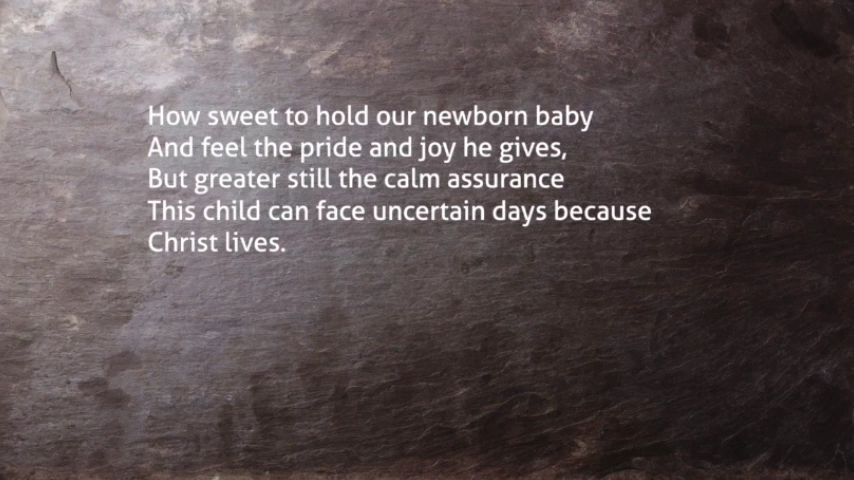 How sweet to hold our newborn baby
And feel the pride and joy he gives,
But greater still the calm assurance
This child can face uncertain days because
Christ lives.